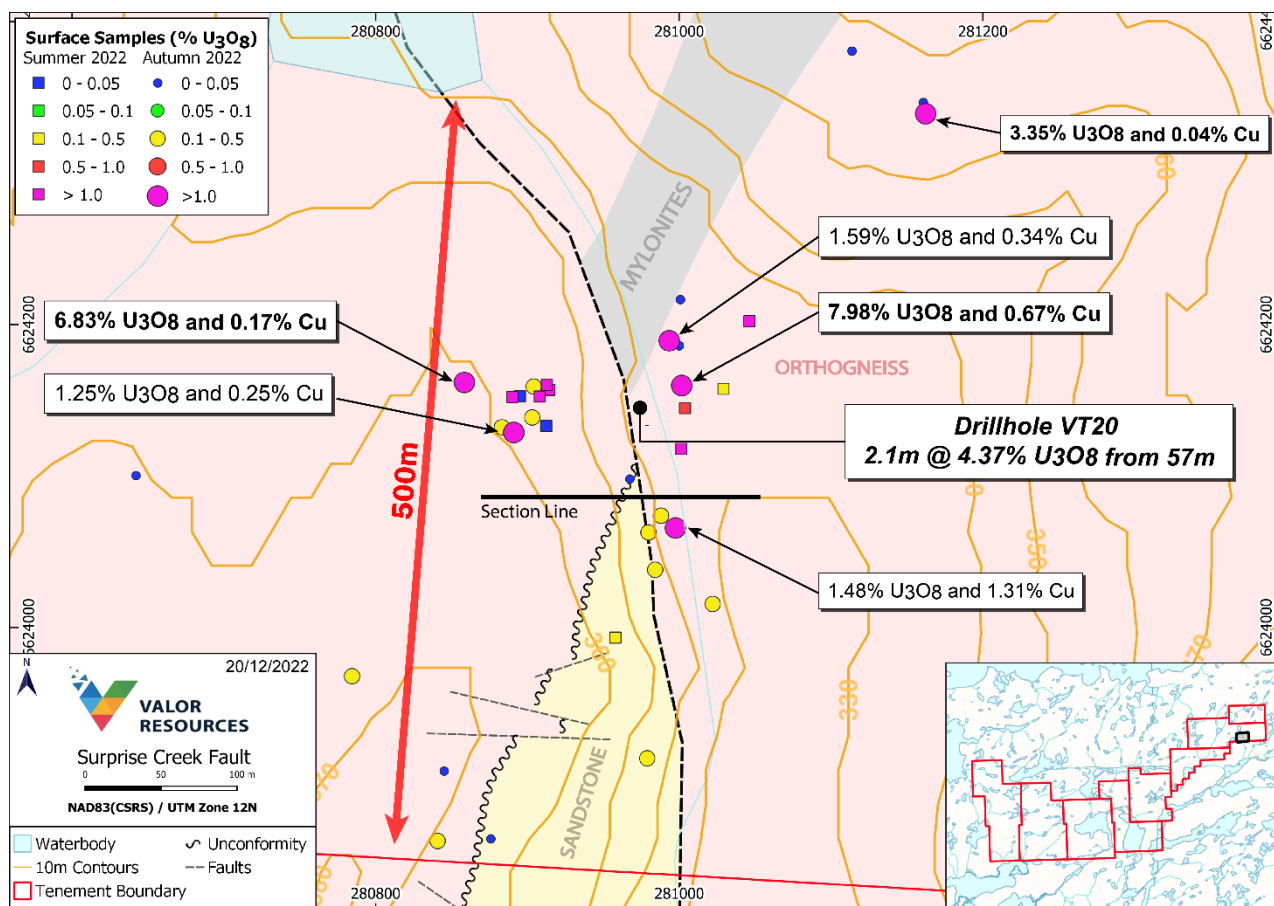 Surface Samples (% U3O8)
Summer 2022 Autumn 2022
0 - 0.05 0 - 0.05
0.05 - 0.1 0.05 - 0.1
0.1 - 0.5 0.1 - 0.5
0.5 - 1.0 0.5 - 1.0
> 1.0 >1.0
280800
281000
281200
6624200
6624200
6624000
6624000
3.35% U3O8 and 0.04% Cu
1.59% U3O8 and 0.34% Cu
7.98% U3O8 and 0.67% Cu
6.83% U3O8 and 0.17% Cu
1.25% U3O8 and 0.25% Cu
MYLONITES
ORTHOGNEISS
Drillhole VT20
2.1m @ 4.37% U3O8 from 57m
500m
Section Line
1.48% U3O8 and 1.31% Cu
SANDSTONE
300
330
350
370
N
20/12/2022
VALOR
RESOURCES
Surprise Creek Fault
0 50 100 m
NAD83(CSRS) / UTM Zone 12N
Waterbody Unconformity
10m Contours Faults
Tenement Boundary
280800
281000